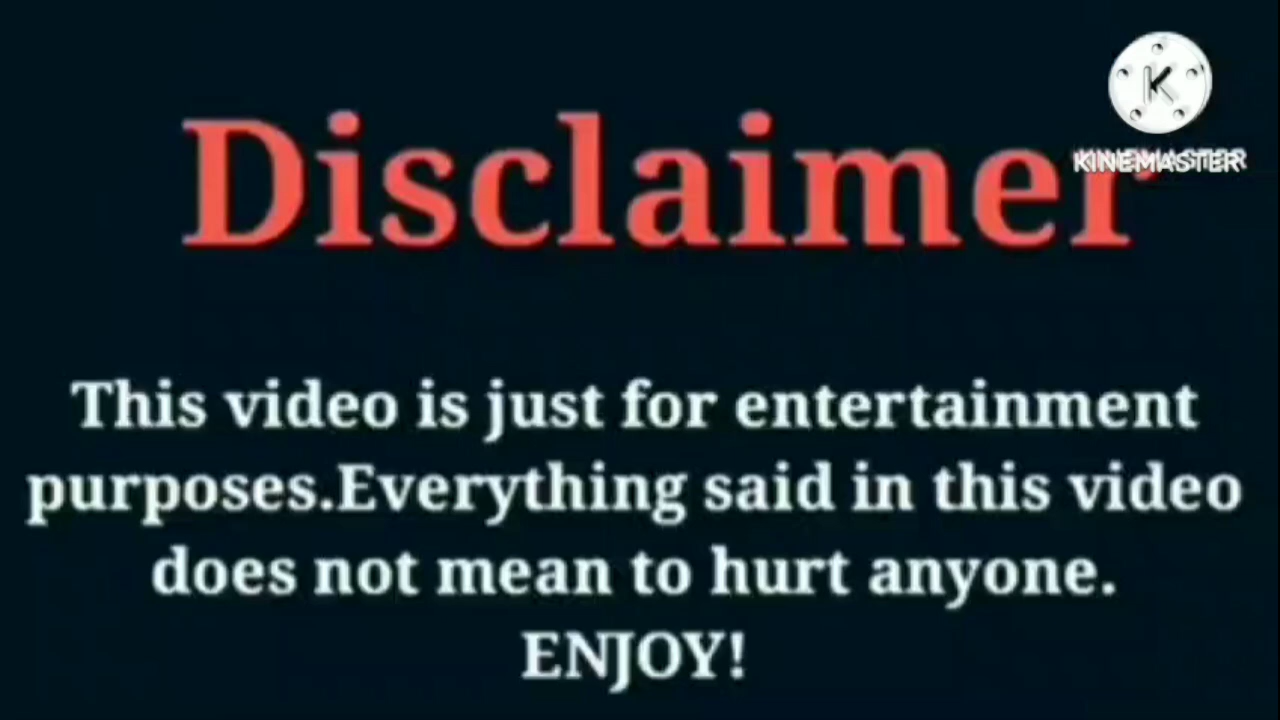 K
KINEMASTER
Disclaimer
This video is just for entertainment
purposes.Everything said in this video
does not mean to hurt anyone.
ENJOY!